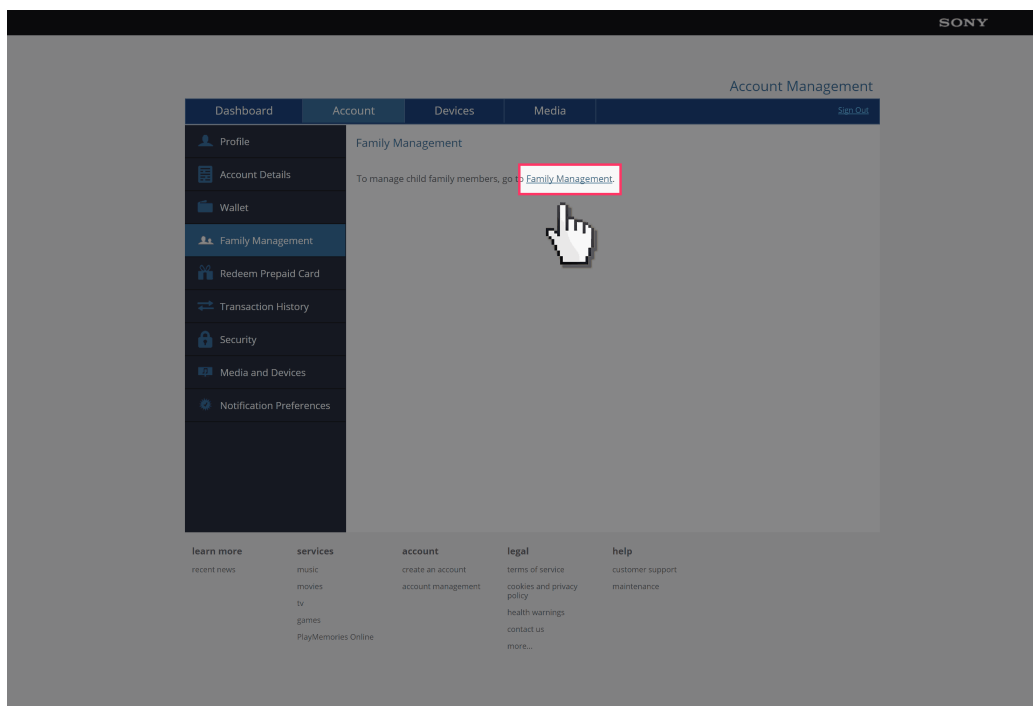 SONY
Account Management
Dashboard Account Devices Media Sign Out
Profile
Account Details
Wallet
Family Management
Redeem Prepaid Card
Transaction History
Security
Media and Devices
Notification Preferences
Family Management
To manage child family members, go to Family Management.
learn more
recent news
services
music
movies
tv
games
PlayMemories Online
account
create an account
account management
legal
terms of service
cookies and privacy
policy
health warnings
contact us
more...
help
customer support
maintenance